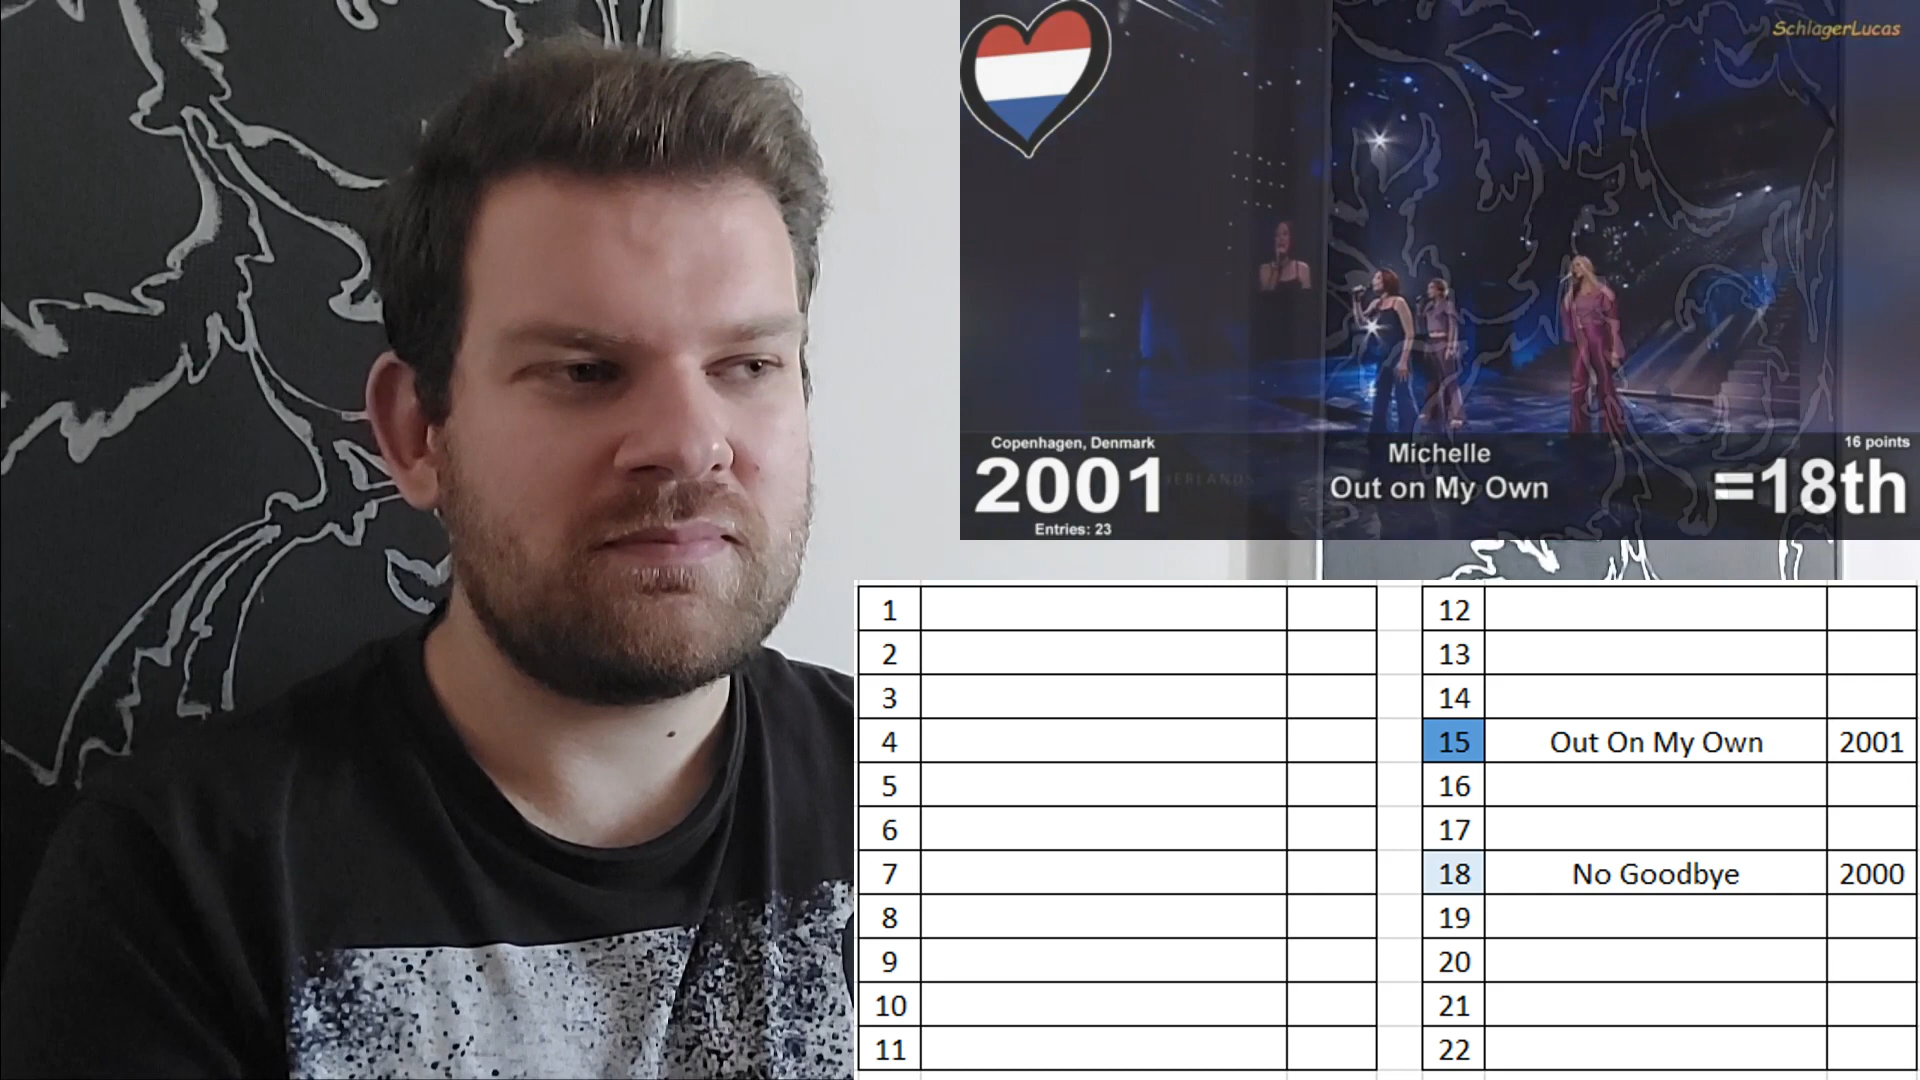 SchlagerLucas
Copenhagen, Denmark
2001
Entries: 23
Michelle
Out on My Own
16 points
=18th
1
2
3
4
5
6
7
8
9
10
11
12
13
14
15 Out On My Own 2001
16
17
18 No Goodbye 2000
19
20
21
22